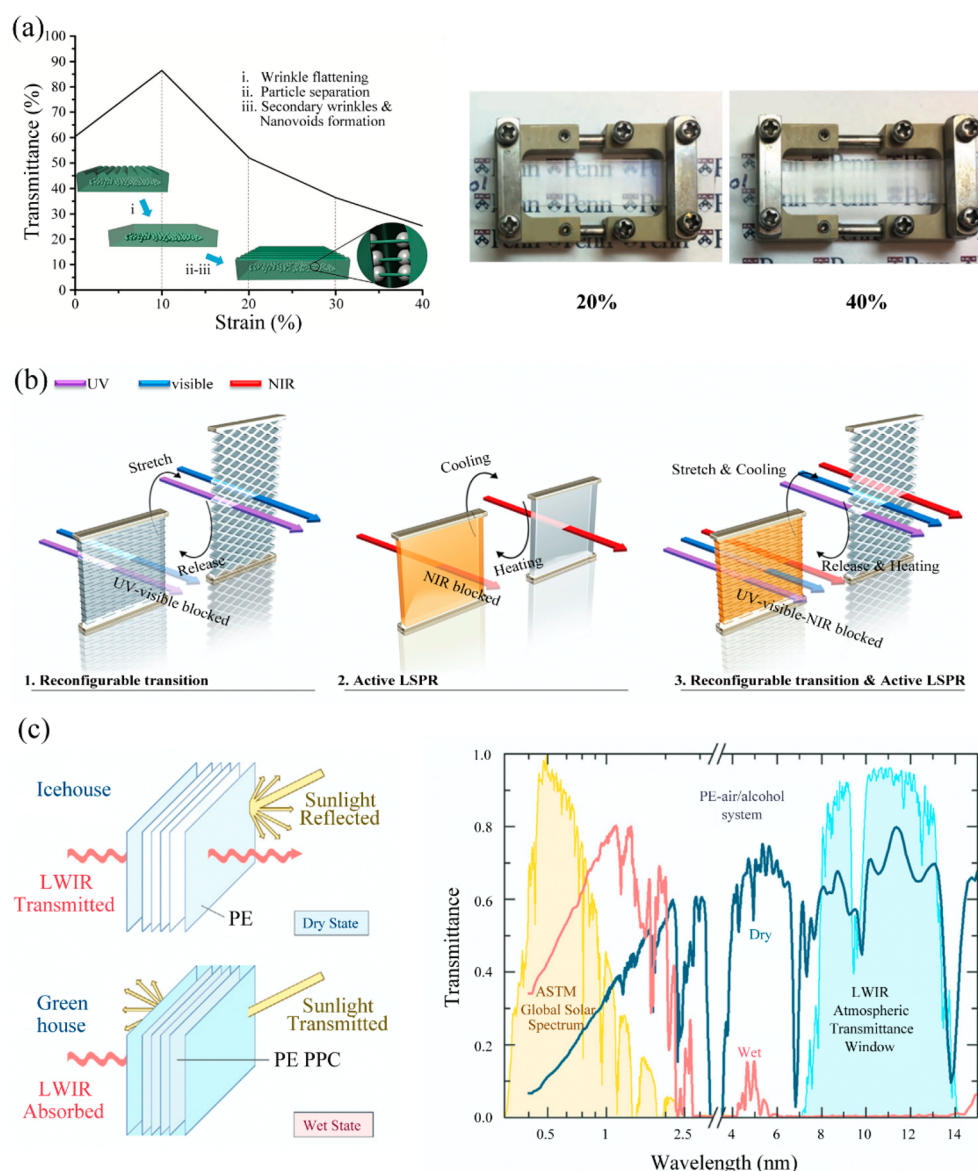 (a)
100
90
80
70
60
50
40
30
20
10
0
Transmittance (%)
i. Wrinkle flattening
ii. Particle separation
iii. Secondary wrinkles &
Nanovoids formation
i
ii-iii
0
10
20
30
40
Strain (%)
Penn
Penn
20%
40%
(b)
UV
visible
NIR
Stretch
Release
UV-visible blocked
1. Reconfigurable transition
Cooling
Heating
NIR blocked
2. Active LSPR
Stretch & Cooling
Release & Heating
UV-visible-NIR blocked
3. Reconfigurable transition & Active LSPR
(c)
Icehouse
Sunlight
Reflected
LWIR
Transmitted
PE
Dry State
Green
house
Sunlight
Transmitted
PE PPC
LWIR
Absorbed
Wet State
1.0
0.8
0.6
0.4
0.2
0.0
Transmittance
PE-air/alcohol
system
ASTM
Global Solar
Spectrum
Dry
Wet
LWIR
Atmospheric
Transmittance
Window
0.5
1
2.5
4
6
8
10
12
14
Wavelength (nm)